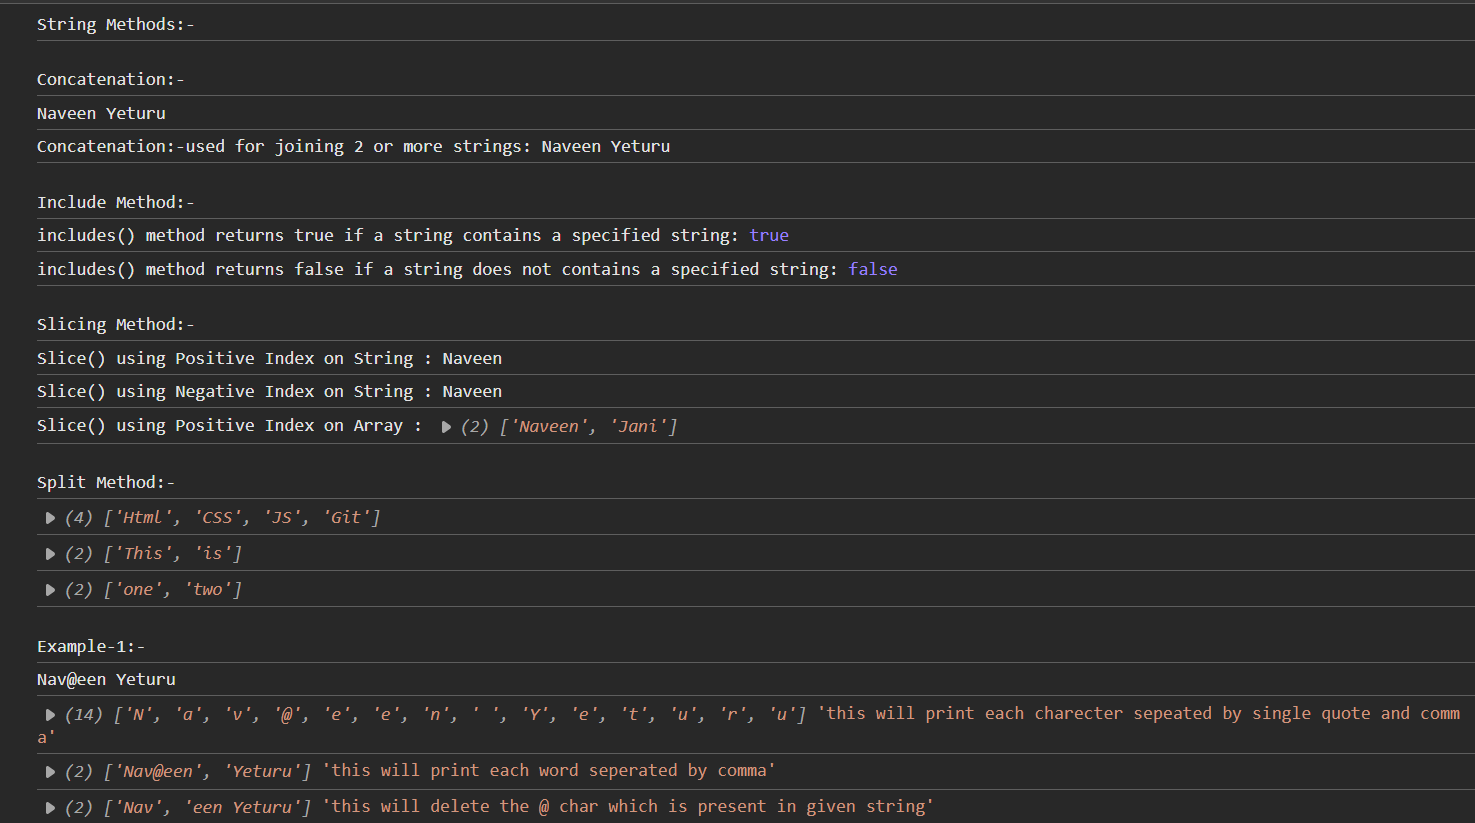 String Methods:-
Concatenation:-
Naveen Yeturu
Concatenation:-used for joining 2 or more strings: Naveen Yeturu
Include Method:-
includes() method returns true if a string contains a specified string: true
includes() method returns false if a string does not contains a specified string: false
Slicing Method:-
Slice() using Positive Index on String : Naveen
Slice() using Negative Index on String : Naveen
Slice() using Positive Index on Array : ▶ (2) ['Naveen', 'Jani']
Split Method:-
▶ (4) ['Html', 'CSS', 'JS', 'Git']
▶ (2) ['This', 'is']
▶ (2) ['one', 'two']
Example-1:-
Nav@een Yeturu
▶ (14) ['N', 'a', 'v', '@', 'e', 'e', 'n', ' ', 'Y', 'e', 't', 'u', 'r', 'u'] 'this will print each charecter sepeated by single quote and comm
a'
▶ (2) ['Nav@een', 'Yeturu'] 'this will print each word seperated by comma'
▶ (2) ['Nav', 'een Yeturu'] 'this will delete the @ char which is present in given string'